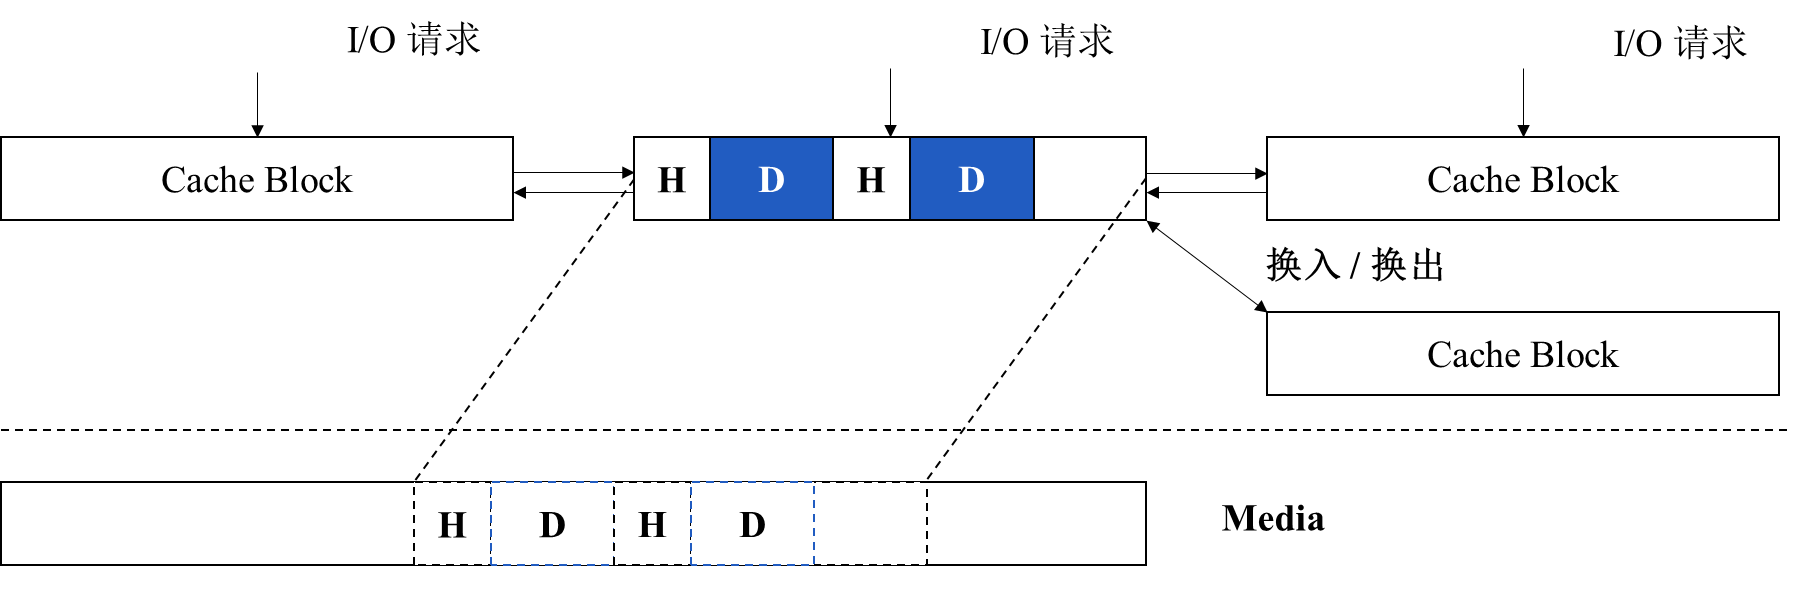 I/O 请求
I/O 请求
I/O 请求
Cache Block
H D H D
Cache Block
换入 / 换出
Cache Block
H D H D
Media